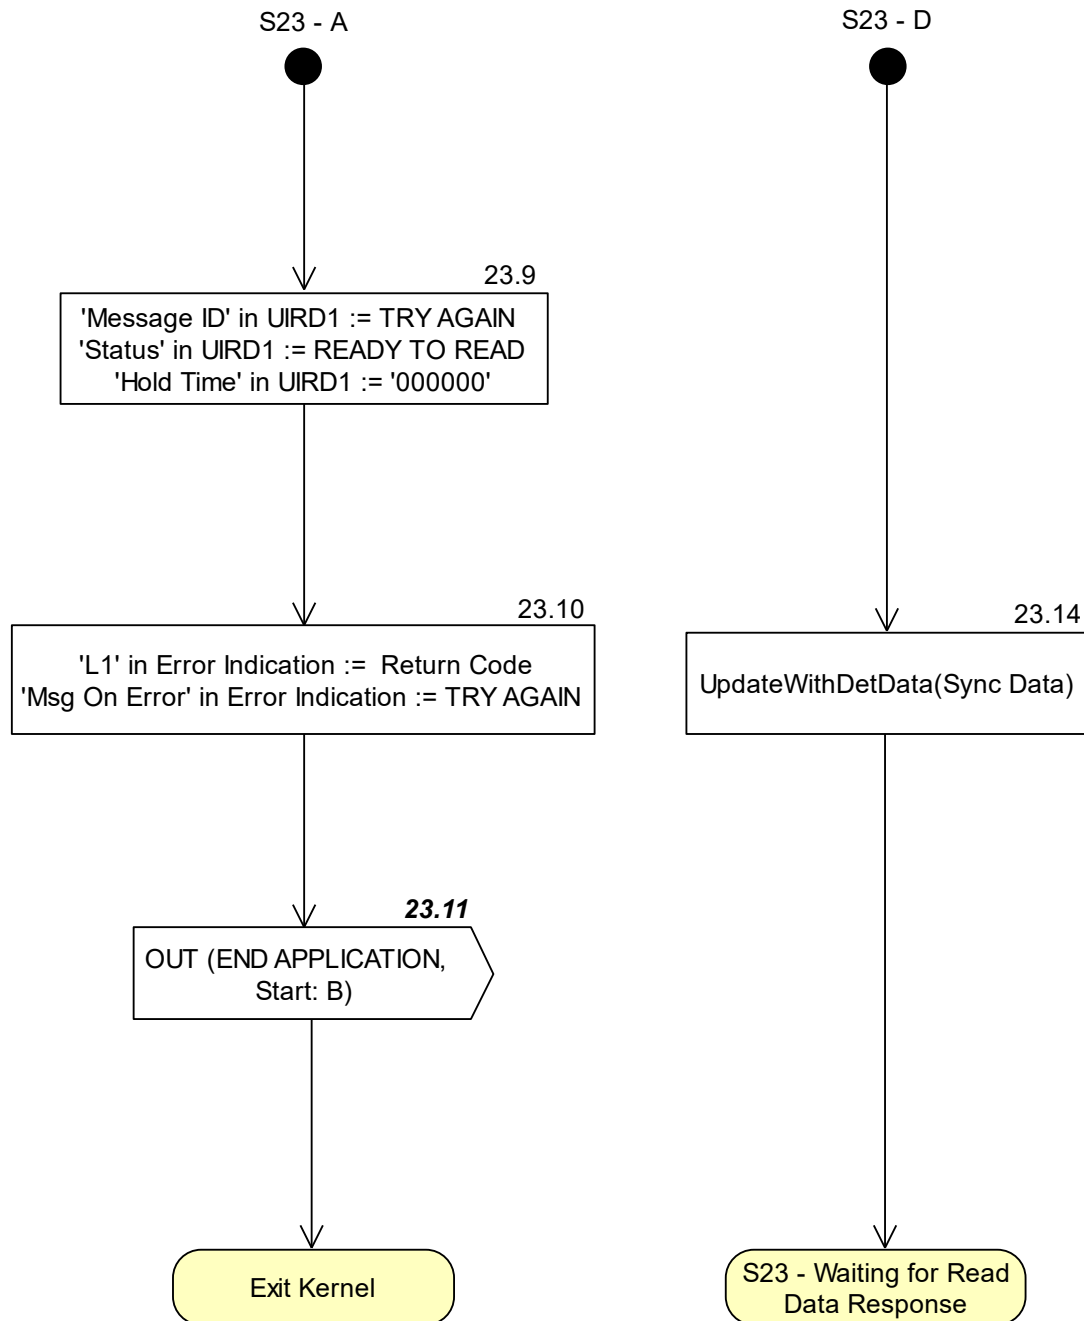 S23 - A
23.9
'Message ID' in UIRD1 := TRY AGAIN
'Status' in UIRD1 := READY TO READ
'Hold Time' in UIRD1 := '000000'
23.10
'L1' in Error Indication := Return Code
'Msg On Error' in Error Indication := TRY AGAIN
23.11
OUT (END APPLICATION,
Start: B)
Exit Kernel
S23 - D
23.14
UpdateWithDetData(Sync Data)
S23 - Waiting for Read
Data Response